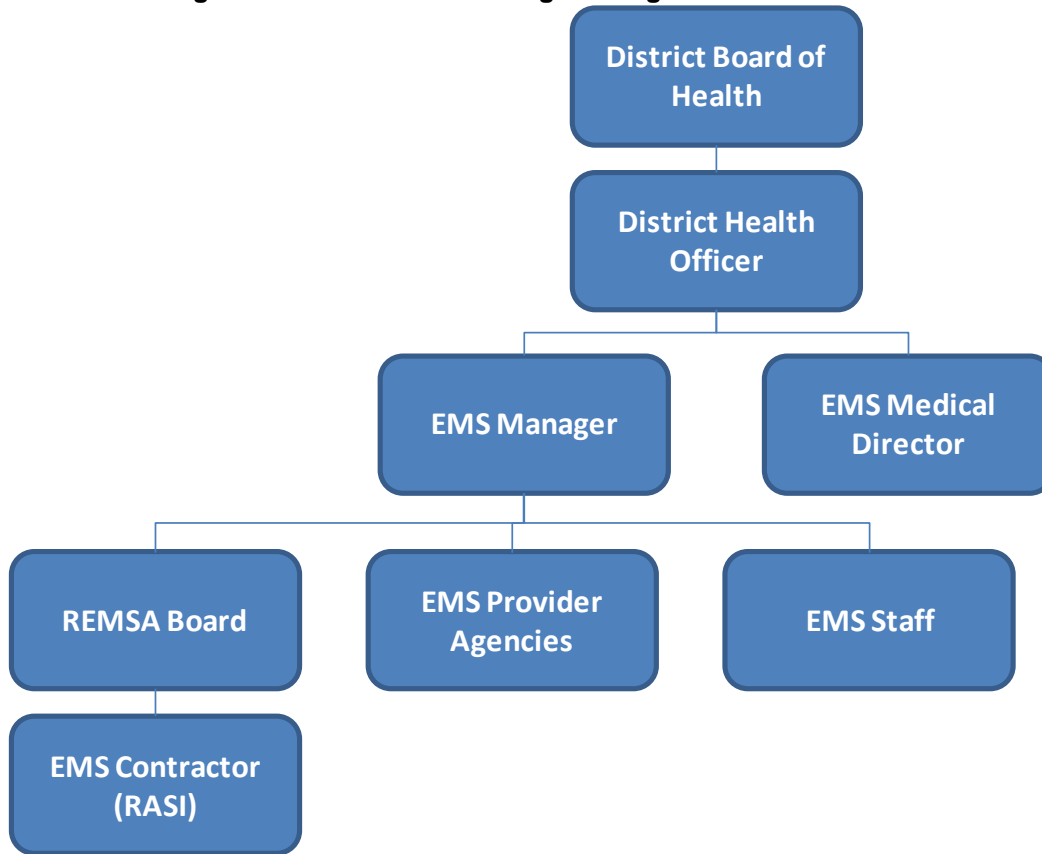 District Board of
Health
District Health
Officer
EMS Manager
EMS Medical
Director
REMSA Board
EMS Provider
Agencies
EMS Staff
EMS Contractor
(RASI)